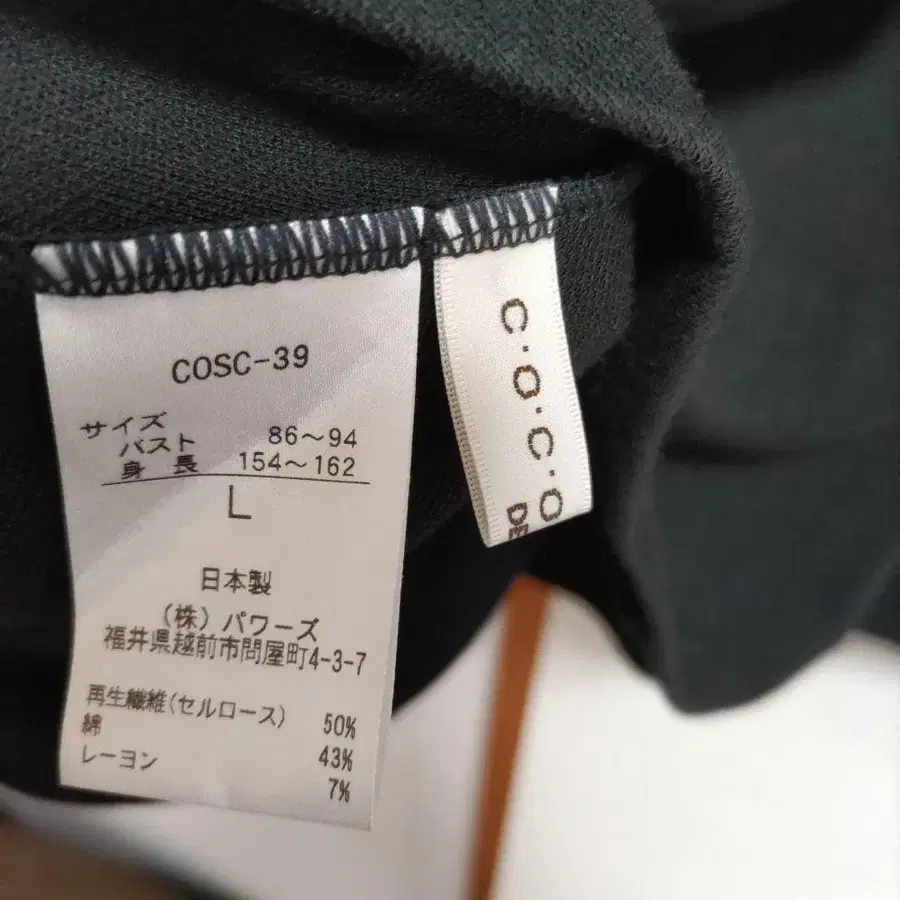 COSC-39
サイズ
バスト 86～94
身長 154～162
L
日本製
（株）パワーズ
福井県越前市問屋町4-3-7
再生繊維(セルロース) 50%
綿 43%
レーヨン 7%
C・O・C・O
DE